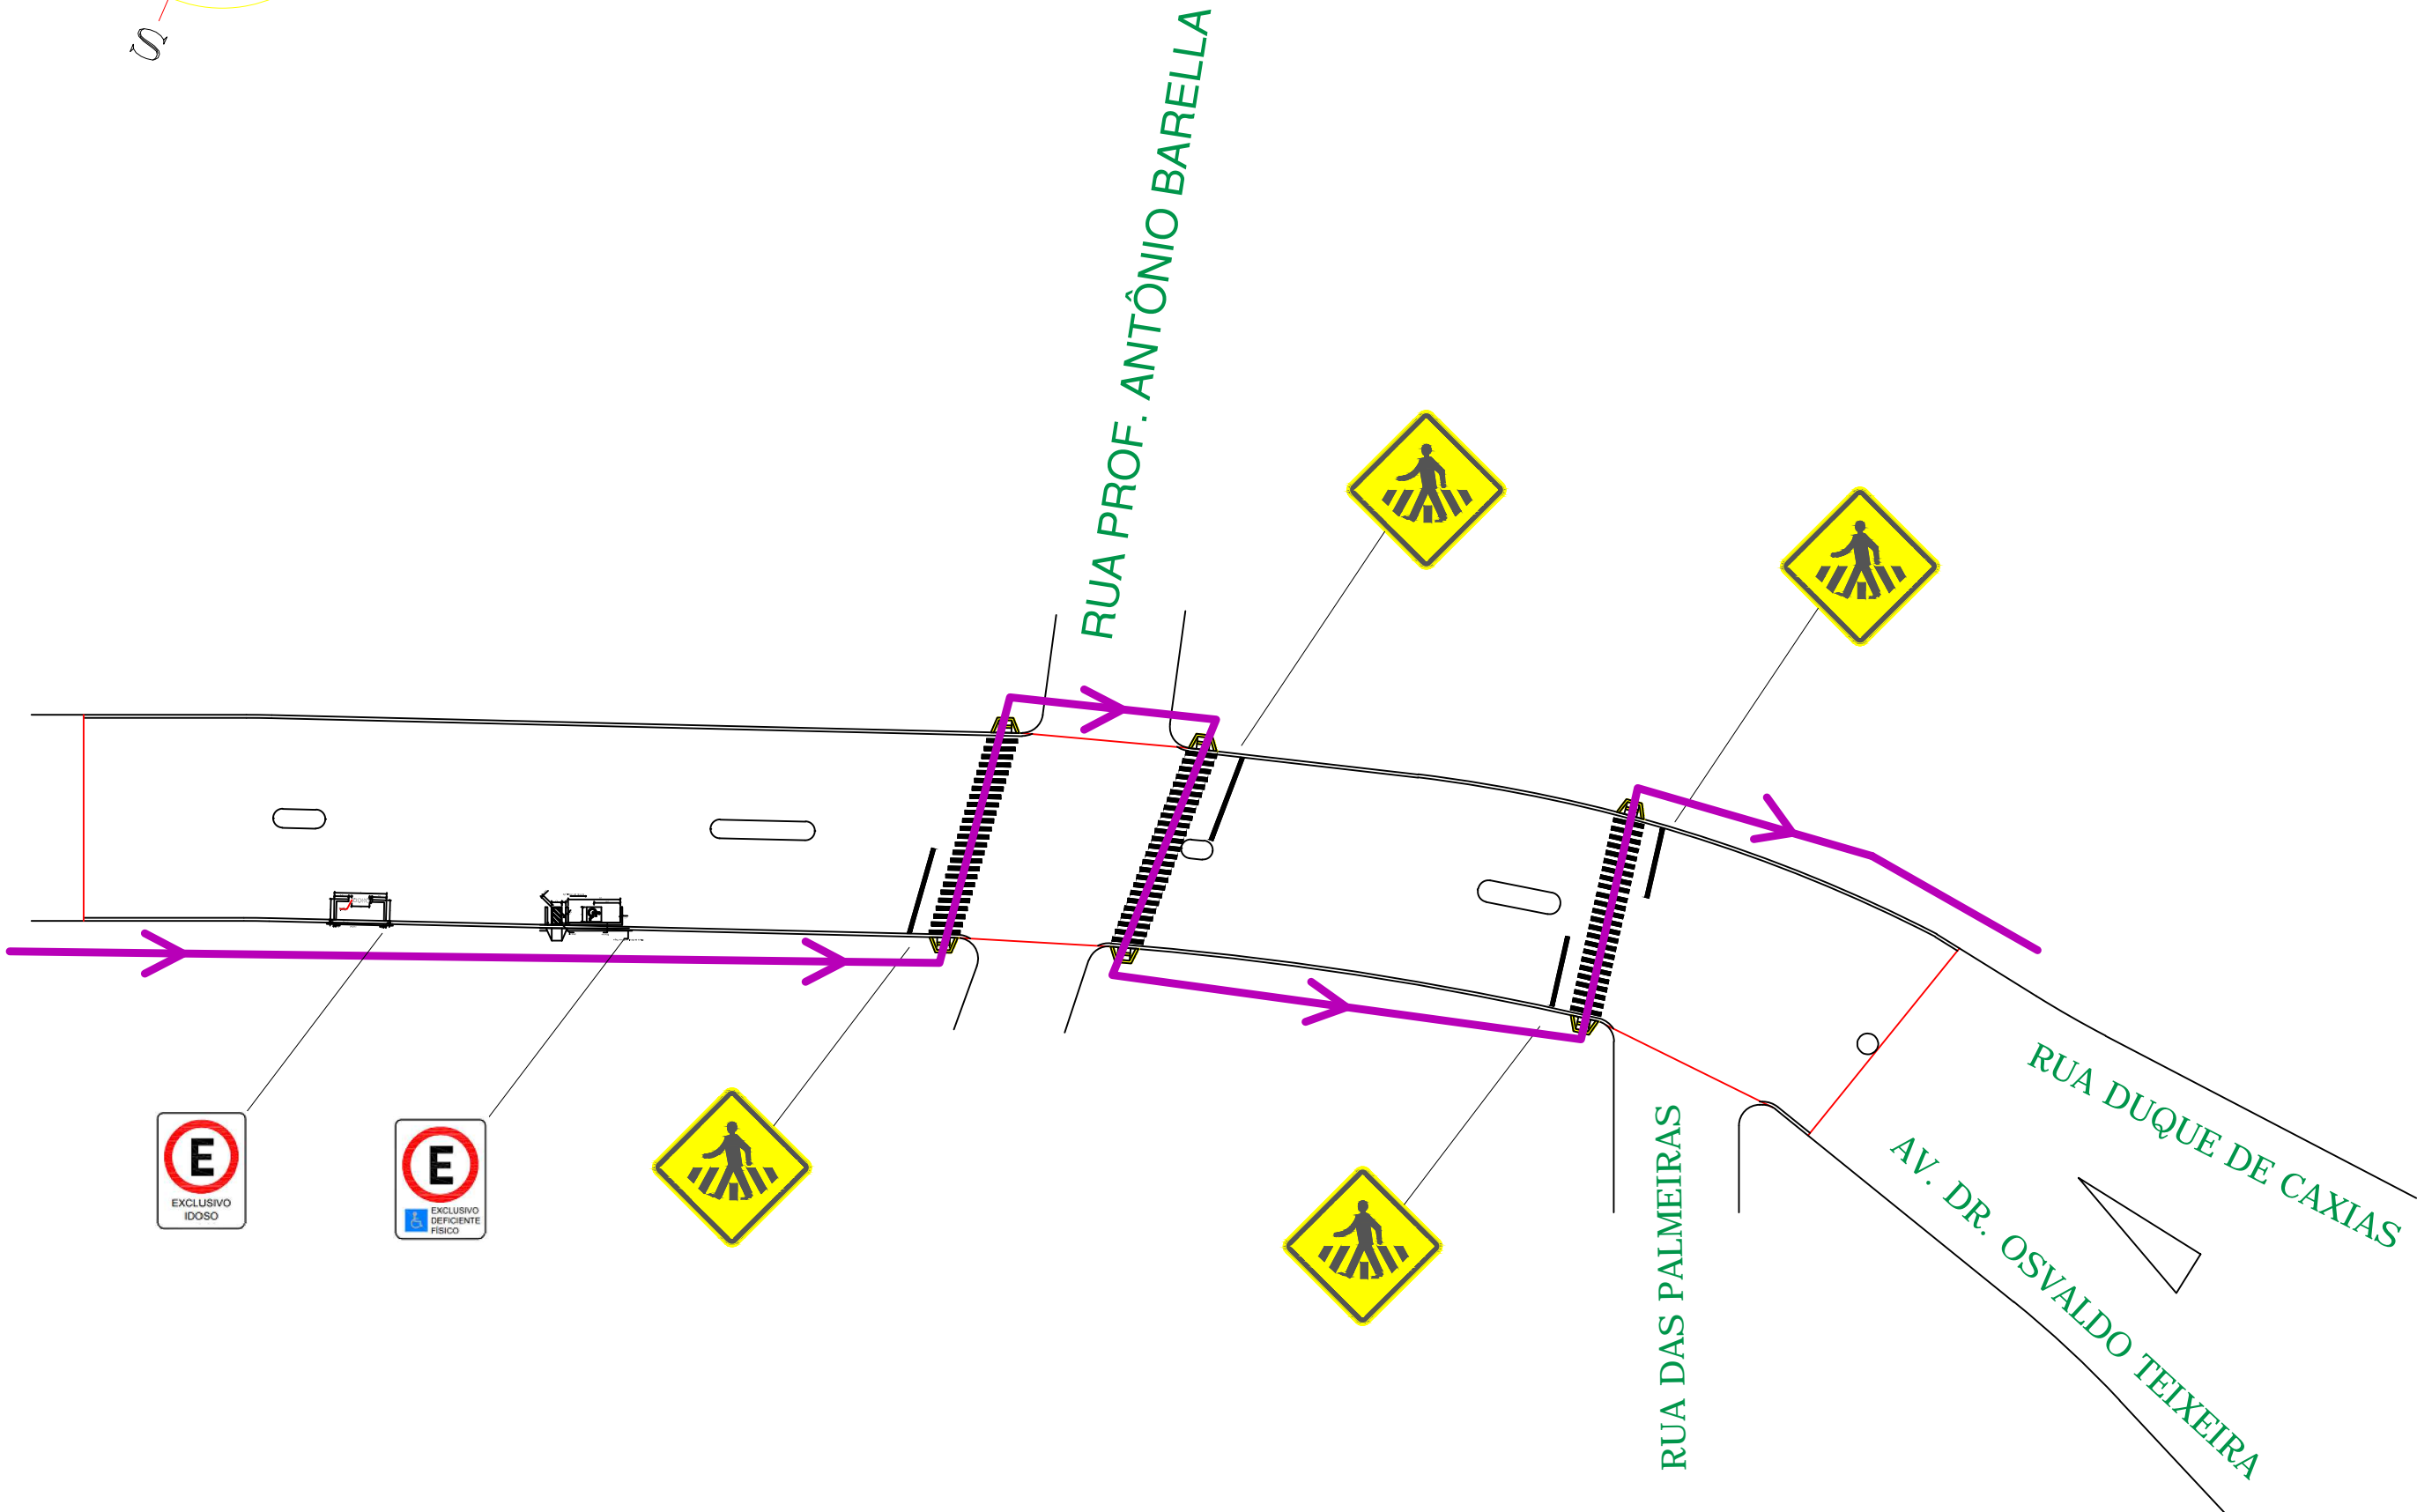 S
RUA PROF. ANTÔNIO BARELLA
E
EXCLUSIVO
IDOSO
E
EXCLUSIVO
DEFICIENTE
FÍSICO
RUA DAS PALMEIRAS
RUA DUQUE DE CAXIAS
AV. DR. OSVALDO TEIXEIRA